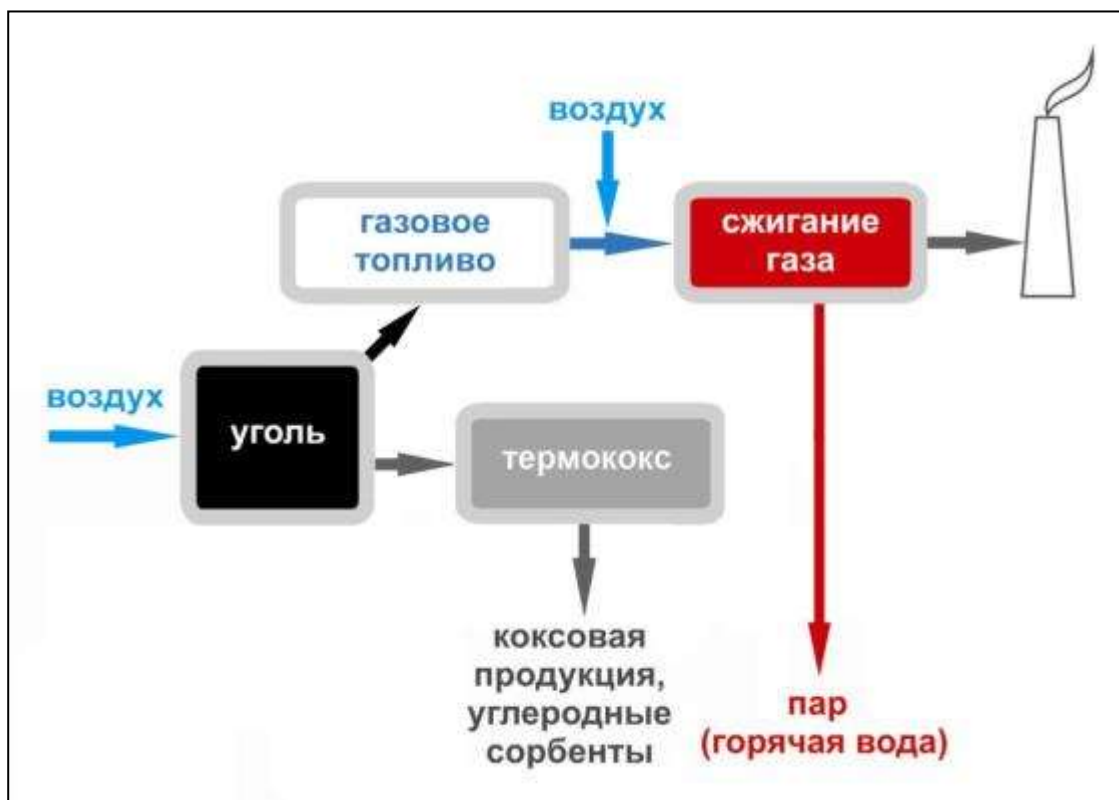 воздух
газовое
топливо
сжигание
газа
воздух
уголь
термококс
коксовая
продукция,
углеродные
сорбенты
пар
(горячая вода)